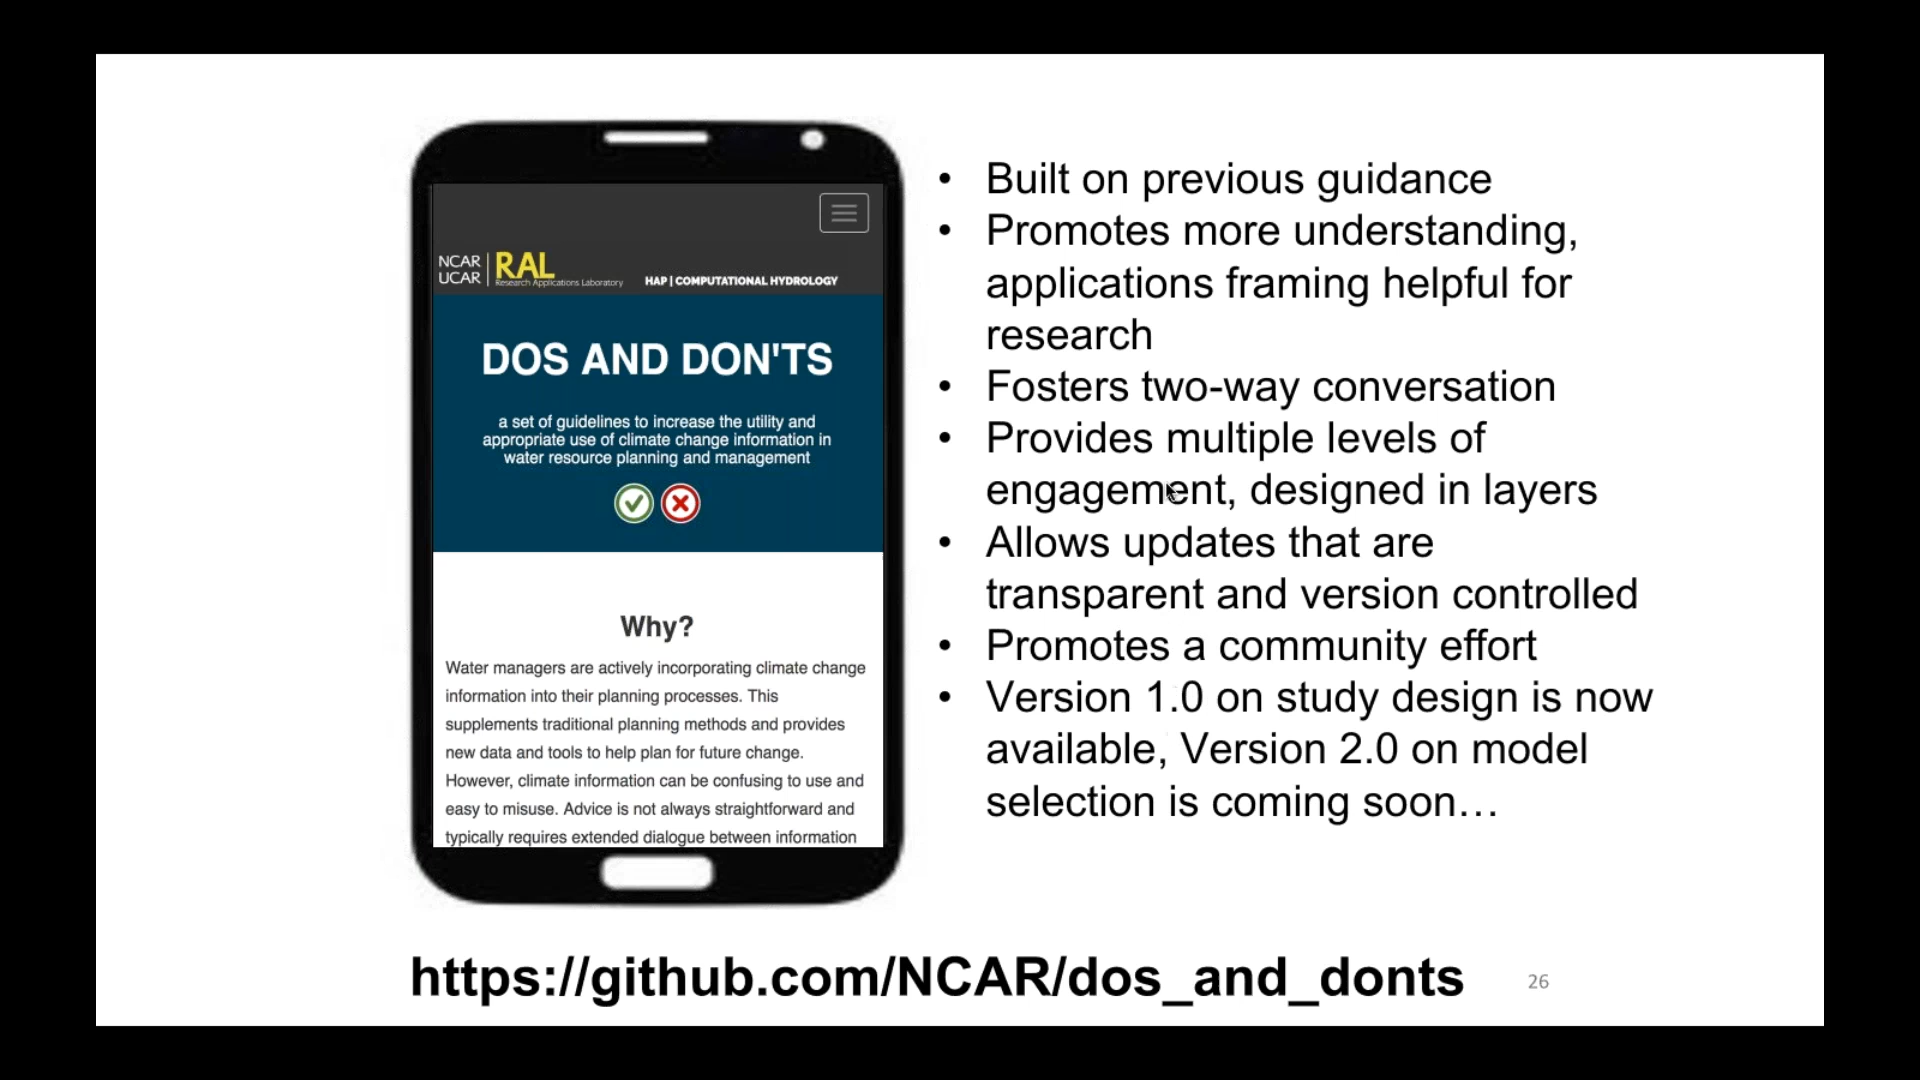 NCAR
UCAR
RAL
Research Applications Laboratory
HAP | COMPUTATIONAL HYDROLOGY
DOS AND DON'TS
a set of guidelines to increase the utility and
appropriate use of climate change information in
water resource planning and management
Why?
Water managers are actively incorporating climate change
information into their planning processes. This
supplements traditional planning methods and provides
new data and tools to help plan for future change.
However, climate information can be confusing to use and
easy to misuse. Advice is not always straightforward and
typically requires extended dialogue between information
• Built on previous guidance
• Promotes more understanding,
applications framing helpful for
research
• Fosters two-way conversation
• Provides multiple levels of
engagement, designed in layers
• Allows updates that are
transparent and version controlled
• Promotes a community effort
• Version 1.0 on study design is now
available, Version 2.0 on model
selection is coming soon…
https://github.com/NCAR/dos_and_donts
26